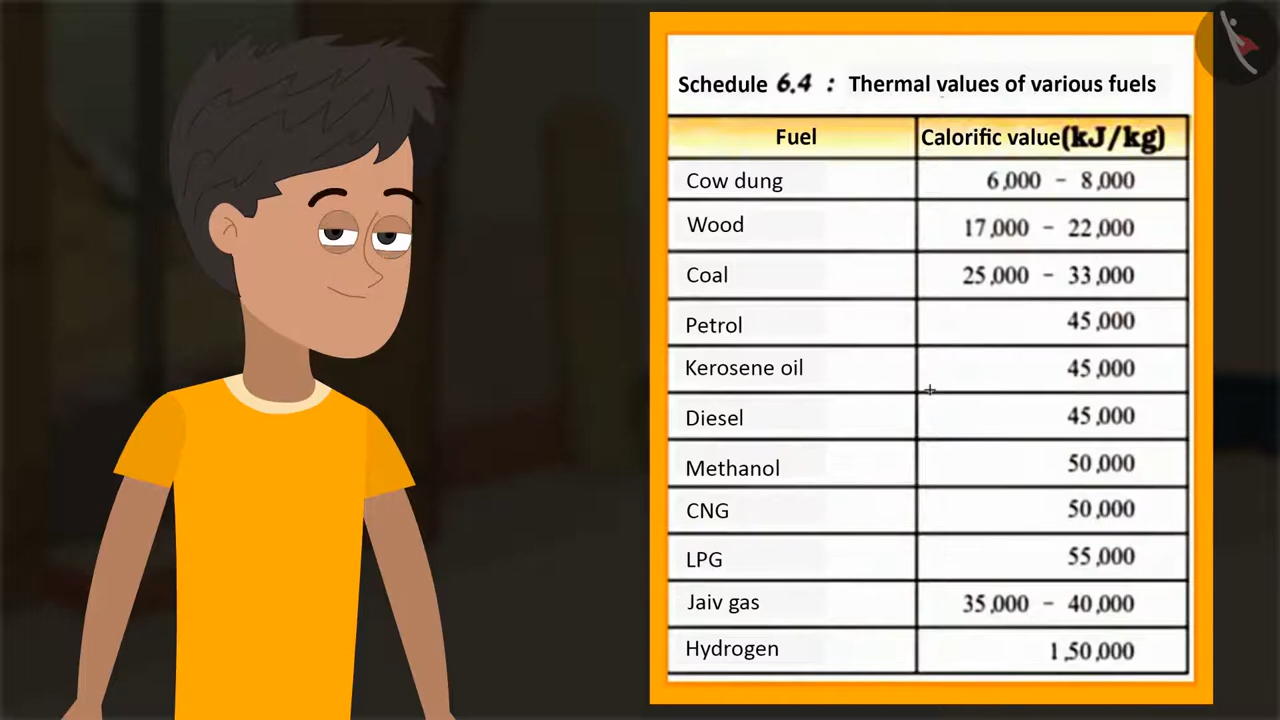 Schedule 6.4 : Thermal values of various fuels
Fuel Calorific value(kJ/kg)
Cow dung 6,000 - 8,000
Wood 17,000 - 22,000
Coal 25,000 - 33,000
Petrol 45,000
Kerosene oil 45,000
Diesel 45,000
Methanol 50,000
CNG 50,000
LPG 55,000
Jaiv gas 35,000 - 40,000
Hydrogen 1,50,000